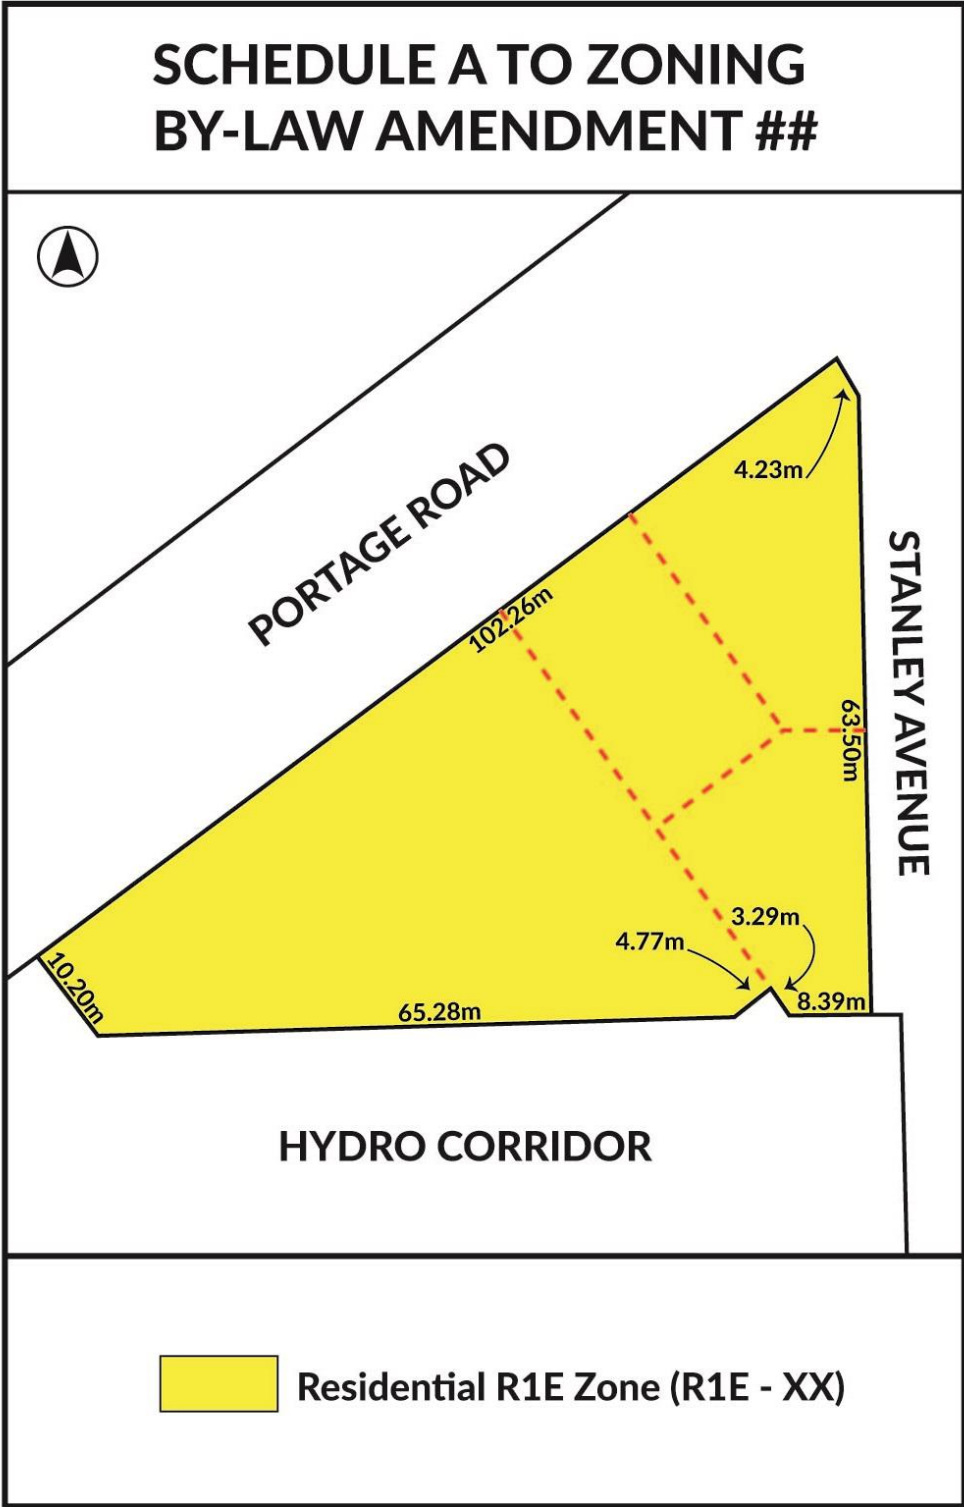 SCHEDULE A TO ZONING
BY-LAW AMENDMENT ##
4.23m
PORTAGE ROAD
STANLEY AVENUE
102.26m
63.50m
3.29m
4.77m
10.20m
65.28m
8.39m
HYDRO CORRIDOR
Residential R1E Zone (R1E - XX)